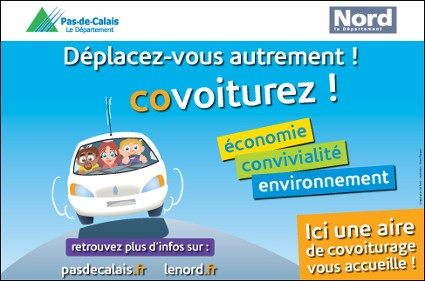 Pas-de-Calais
Le Département
Nord
le Département
Déplacez-vous autrement !
covoiturez !
économie
convivialité
environnement
retrouvez plus d'infos sur :
pasdecalais.fr lenord.fr
Ici une aire
de covoiturage
vous accueille !